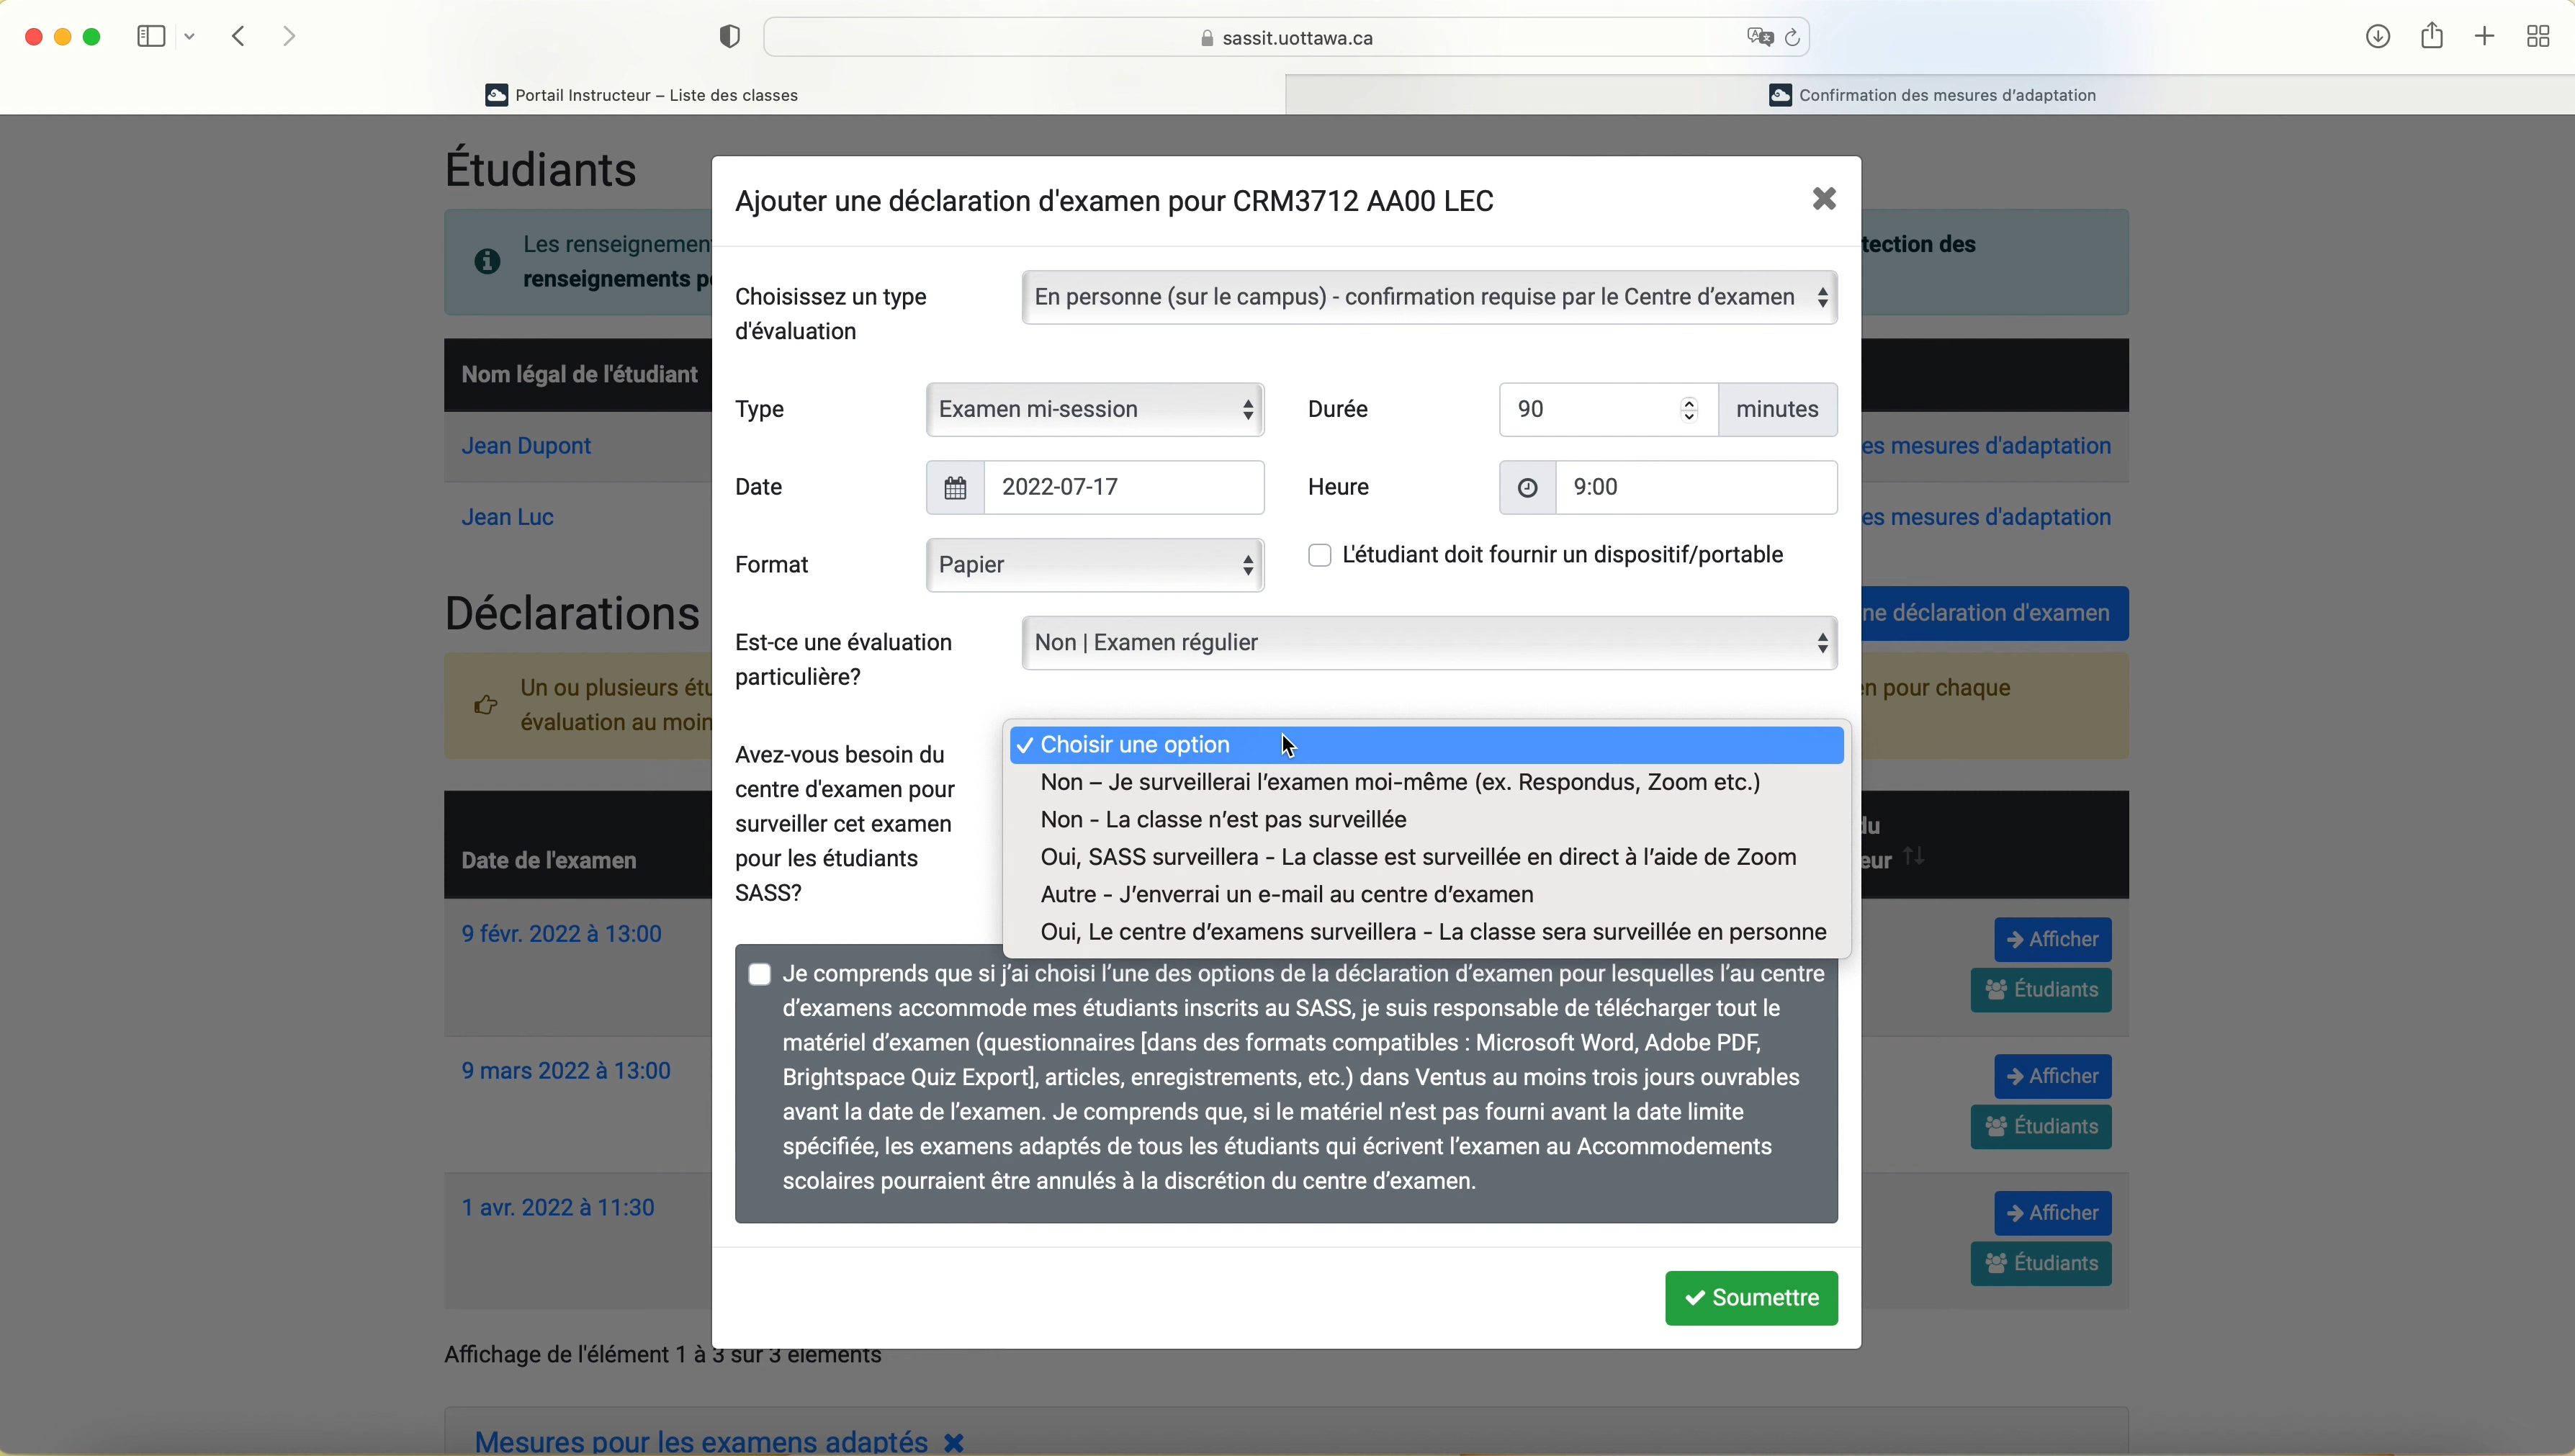 sassit.uottawa.ca
Portail Instructeur – Liste des classes
Confirmation des mesures d’adaptation
Étudiants
Ajouter une déclaration d'examen pour CRM3712 AA00 LEC
Les renseignemen
tection des
renseignements p
Choisissez un type
d'évaluation
En personne (sur le campus) - confirmation requise par le Centre d’examen
Nom légal de l'étudiant
Type
Examen mi-session
Durée
90
minutes
Jean Dupont
es mesures d'adaptation
Date
2022-07-17
Heure
9:00
Jean Luc
es mesures d'adaptation
Format
Papier
L'étudiant doit fournir un dispositif/portable
Déclarations
ne déclaration d'examen
Est-ce une évaluation
particulière?
Non | Examen régulier
Un ou plusieurs étu
en pour chaque
évaluation au moin
Avez-vous besoin du
centre d'examen pour
surveiller cet examen
pour les étudiants
SASS?
✓ Choisir une option
Non – Je surveillerai l’examen moi-même (ex. Respondus, Zoom etc.)
Non - La classe n’est pas surveillée
Oui, SASS surveillera - La classe est surveillée en direct à l’aide de Zoom
Autre - J’enverrai un e-mail au centre d’examen
Oui, Le centre d’examens surveillera - La classe sera surveillée en personne
Date de l'examen
du
eur
Je comprends que si j’ai choisi l’une des options de la déclaration d’examen pour lesquelles l’au centre
d’examens accommode mes étudiants inscrits au SASS, je suis responsable de télécharger tout le
matériel d’examen (questionnaires [dans des formats compatibles : Microsoft Word, Adobe PDF,
Brightspace Quiz Export], articles, enregistrements, etc.) dans Ventus au moins trois jours ouvrables
avant la date de l’examen. Je comprends que, si le matériel n’est pas fourni avant la date limite
spécifiée, les examens adaptés de tous les étudiants qui écrivent l’examen au Accommodements
scolaires pourraient être annulés à la discrétion du centre d’examen.
9 févr. 2022 à 13:00
Afficher
Étudiants
9 mars 2022 à 13:00
Afficher
Étudiants
1 avr. 2022 à 11:30
Afficher
Étudiants
Soumettre
Affichage de l'élément 1 à 3 sur 3 éléments
Mesures pour les examens adaptés